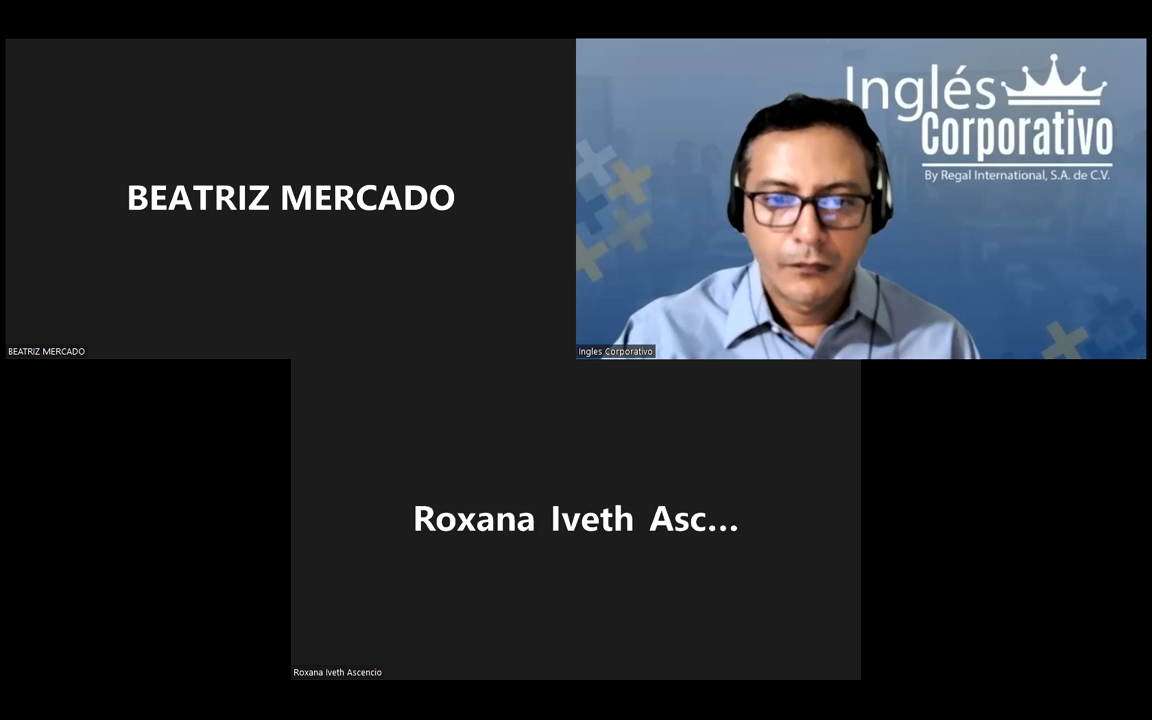 BEATRIZ MERCADO
BEATRIZ MERCADO
Inglés
Corporativo
By Regal International, S.A. de C.V.
Ingles Corporativo
Roxana Iveth Asc...
Roxana Iveth Ascencio